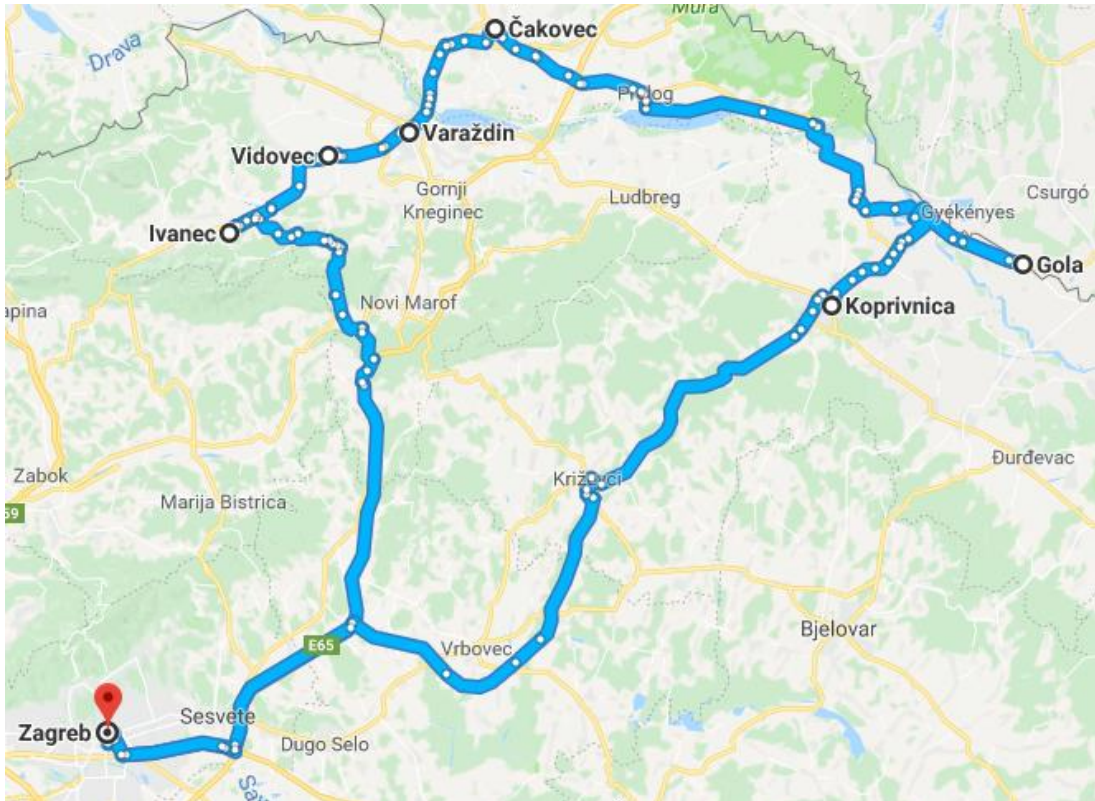 Mura
Čakovec
Drava
Prelog
Varaždin
Vidovec
Gornji
Kneginec
Ludbreg
Csurgó
Ivanec
Gyékényes
Gola
Novi Marof
Koprivnica
apina
Đurđevac
Zabok
Križevci
Marija Bistrica
59
Bjelovar
E65
Vrbovec
Zagreb
Sesvete
Dugo Selo
Sav